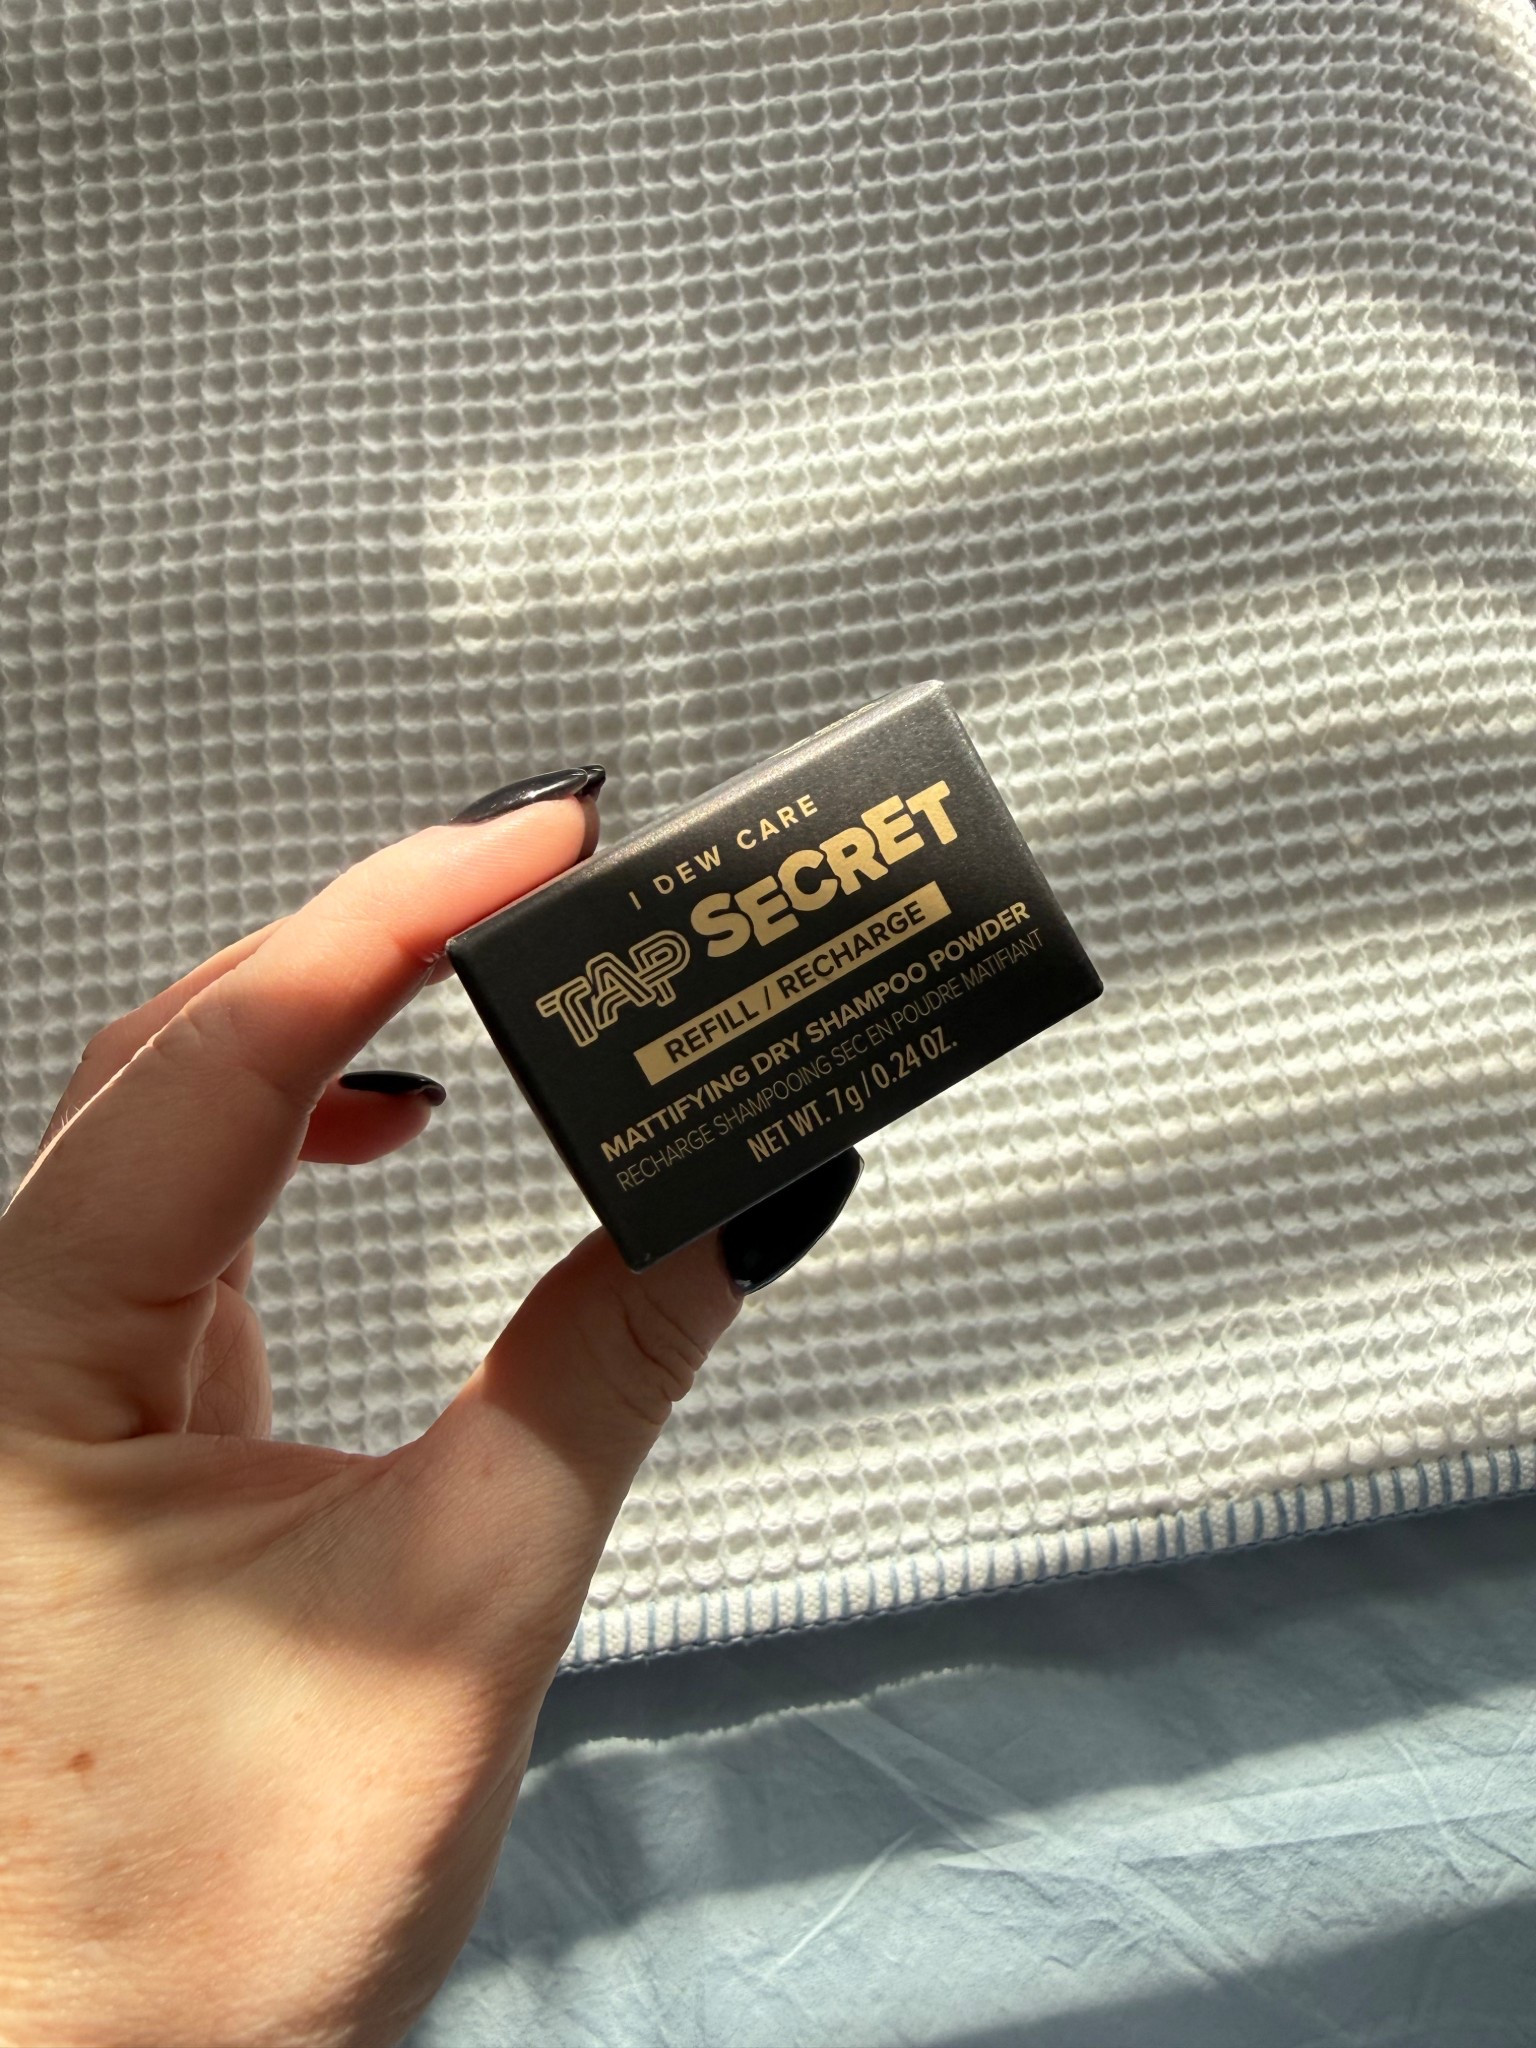 I DEW CARE
TAP SECRET
REFILL / RECHARGE
MATTIFYING DRY SHAMPOO POWDER
RECHARGE SHAMPOOING SEC EN POUDRE MATIFIANT
NET WT. 7 g / 0.24 OZ.